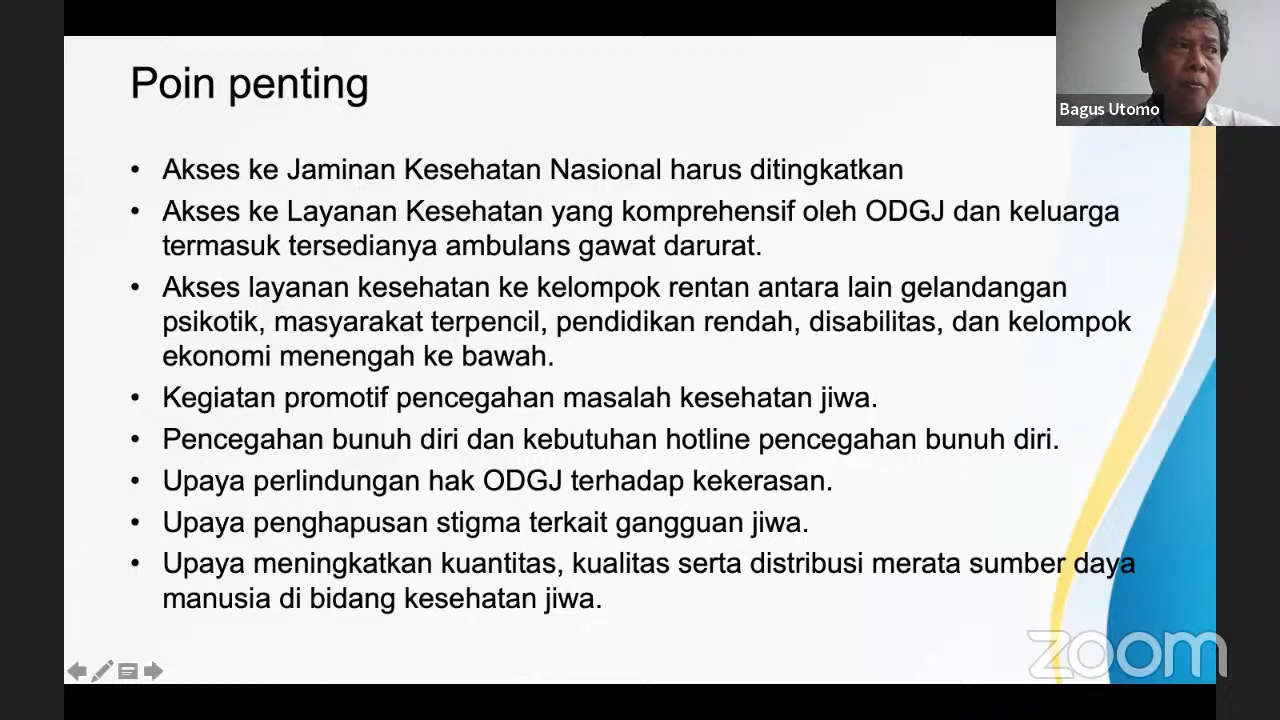 Poin penting
Bagus Utomo
• Akses ke Jaminan Kesehatan Nasional harus ditingkatkan
• Akses ke Layanan Kesehatan yang komprehensif oleh ODGJ dan keluarga
termasuk tersedianya ambulans gawat darurat.
• Akses layanan kesehatan ke kelompok rentan antara lain gelandangan
psikotik, masyarakat terpencil, pendidikan rendah, disabilitas, dan kelompok
ekonomi menengah ke bawah.
• Kegiatan promotif pencegahan masalah kesehatan jiwa.
• Pencegahan bunuh diri dan kebutuhan hotline pencegahan bunuh diri.
• Upaya perlindungan hak ODGJ terhadap kekerasan.
• Upaya penghapusan stigma terkait gangguan jiwa.
• Upaya meningkatkan kuantitas, kualitas serta distribusi merata sumber daya
manusia di bidang kesehatan jiwa.
zoom